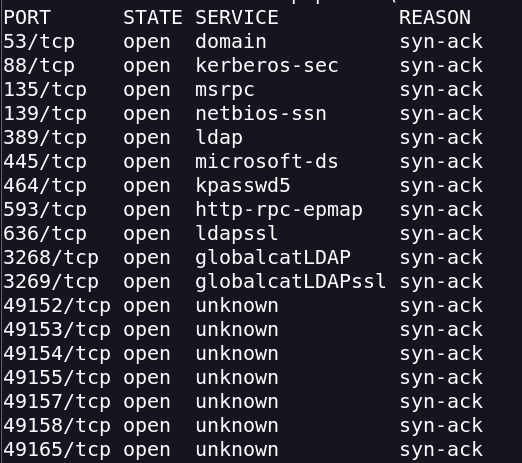 PORT STATE SERVICE REASON
53/tcp open domain syn-ack
88/tcp open kerberos-sec syn-ack
135/tcp open msrpc syn-ack
139/tcp open netbios-ssn syn-ack
389/tcp open ldap syn-ack
445/tcp open microsoft-ds syn-ack
464/tcp open kpasswd5 syn-ack
593/tcp open http-rpc-epmap syn-ack
636/tcp open ldapssl syn-ack
3268/tcp open globalcatLDAP syn-ack
3269/tcp open globalcatLDAPssl syn-ack
49152/tcp open unknown syn-ack
49153/tcp open unknown syn-ack
49154/tcp open unknown syn-ack
49155/tcp open unknown syn-ack
49157/tcp open unknown syn-ack
49158/tcp open unknown syn-ack
49165/tcp open unknown syn-ack